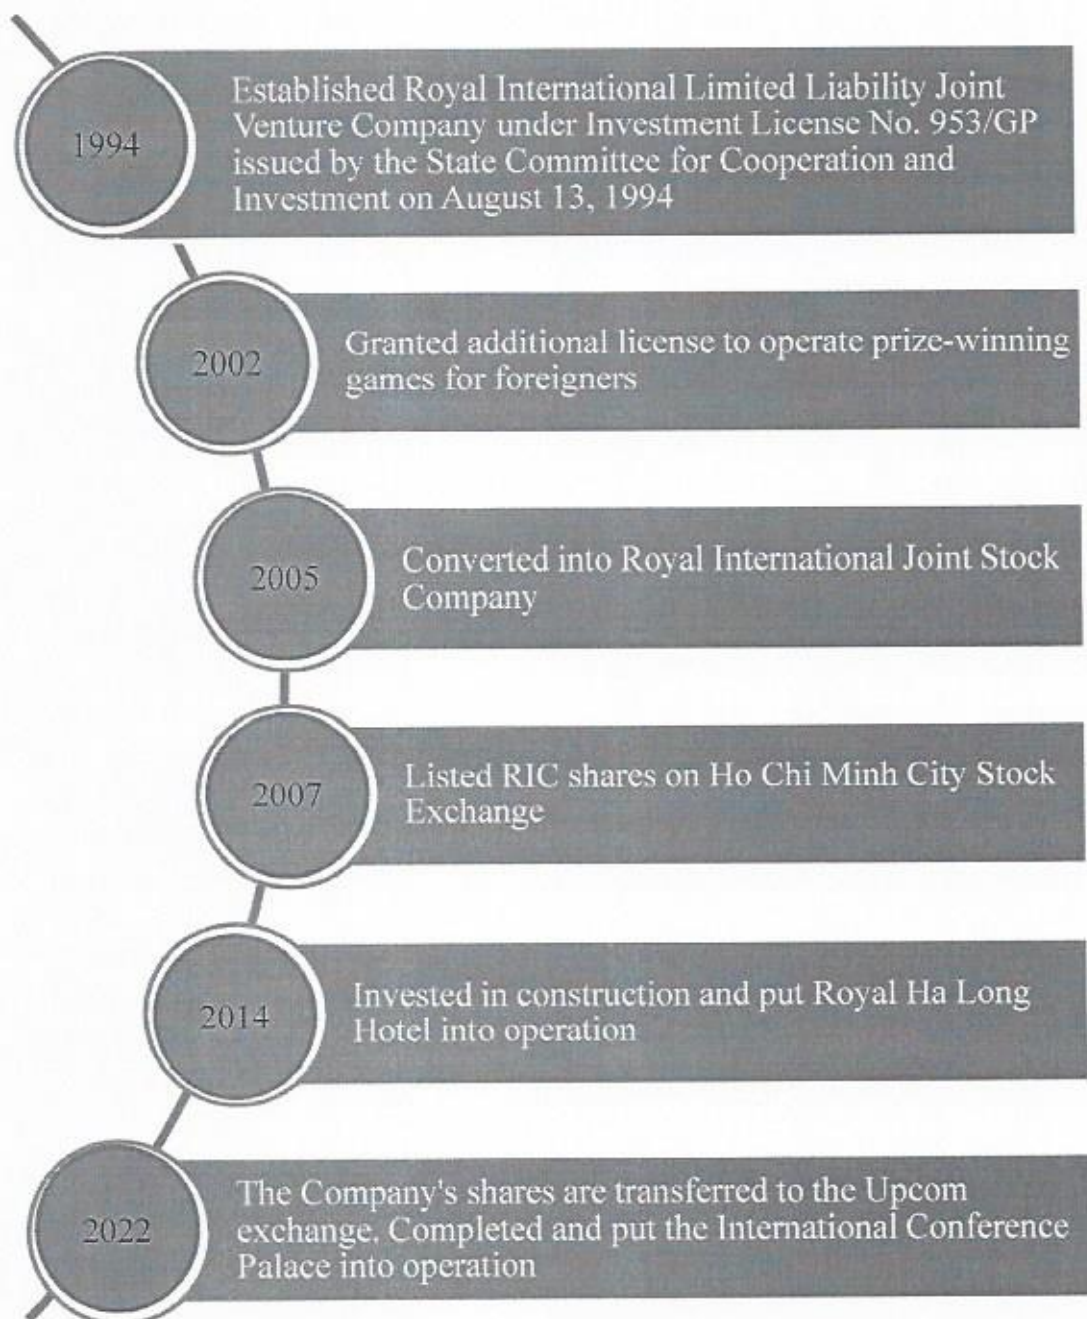 1994
Established Royal International Limited Liability Joint
Venture Company under Investment License No. 953/GP
issued by the State Committee for Cooperation and
Investment on August 13, 1994
2002
Granted additional license to operate prize-winning
games for foreigners
2005
Converted into Royal International Joint Stock
Company
2007
Listed RIC shares on Ho Chi Minh City Stock
Exchange
2014
Invested in construction and put Royal Ha Long
Hotel into operation
2022
The Company's shares are transferred to the Upcom
exchange. Completed and put the International Conference
Palace into operation